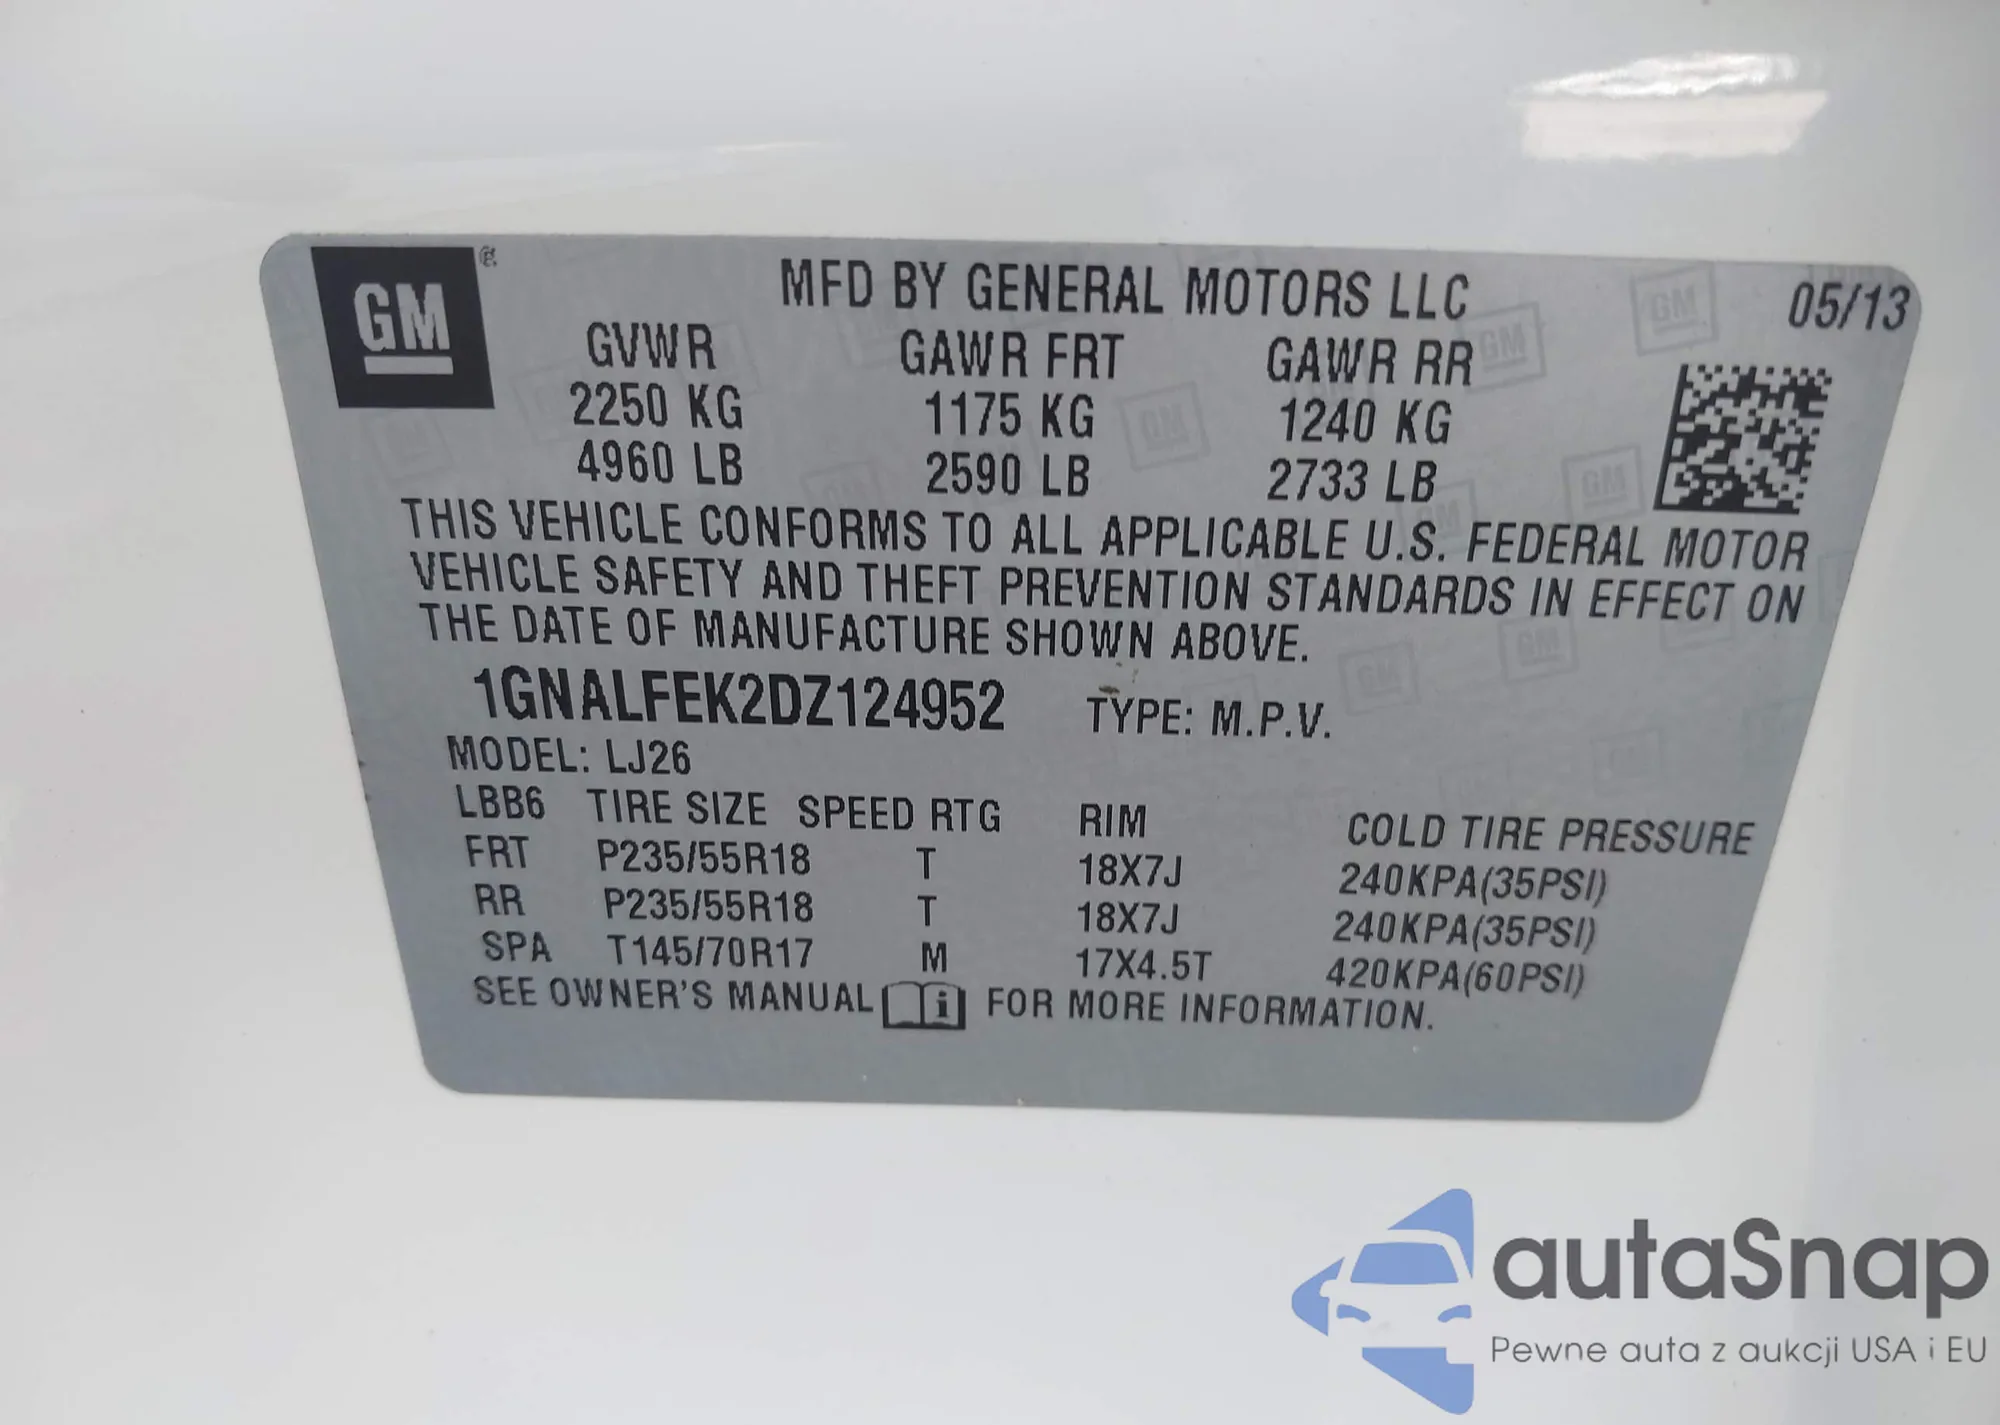 GM
MFD BY GENERAL MOTORS LLC 05/13
GVWR GAWR FRT GAWR RR
2250 KG 1175 KG 1240 KG
4960 LB 2590 LB 2733 LB
THIS VEHICLE CONFORMS TO ALL APPLICABLE U.S. FEDERAL MOTOR
VEHICLE SAFETY AND THEFT PREVENTION STANDARDS IN EFFECT ON
THE DATE OF MANUFACTURE SHOWN ABOVE.
1GNALFEK2DZ124952 TYPE: M.P.V.
MODEL: LJ26
LBB6 TIRE SIZE SPEED RTG RIM COLD TIRE PRESSURE
FRT P235/55R18 T 18X7J 240KPA(35PSI)
RR P235/55R18 T 18X7J 240KPA(35PSI)
SPA T145/70R17 M 17X4.5T 420KPA(60PSI)
SEE OWNER'S MANUAL i FOR MORE INFORMATION.
autaSnap
Pewne auta z aukcji USA i EU